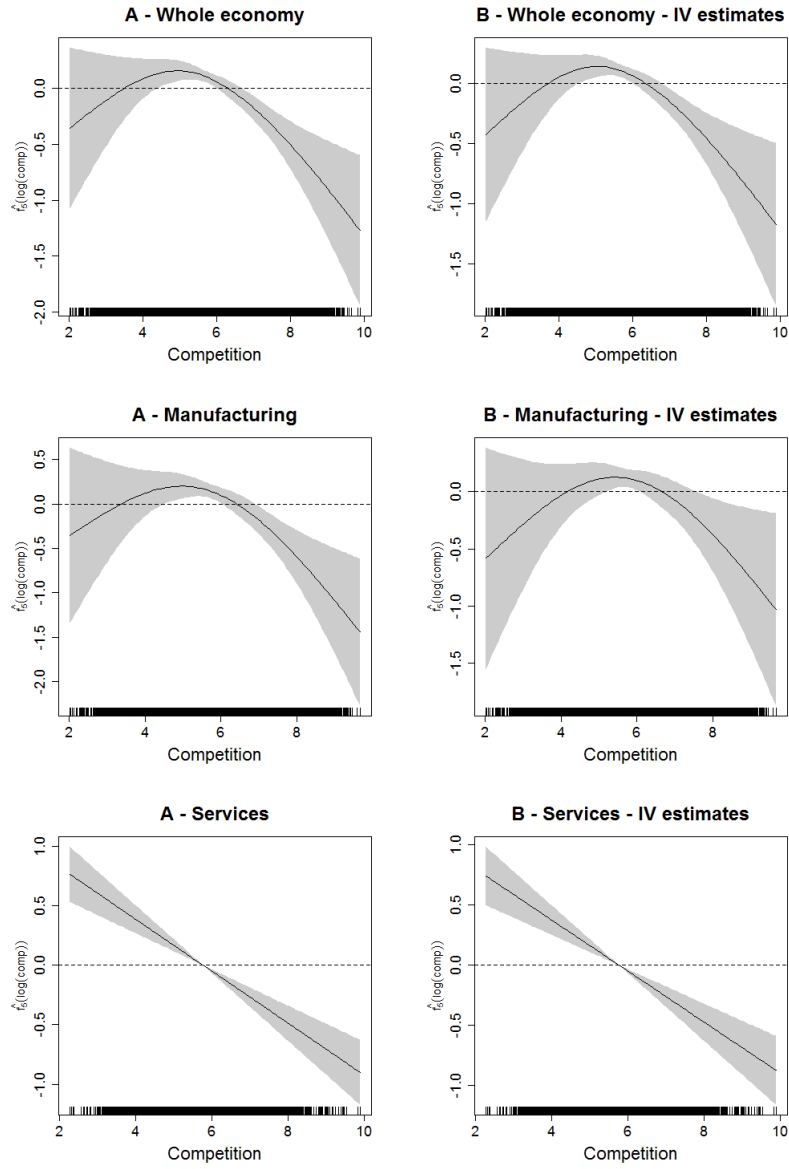 A - Whole economy
f̂₅(log(comp))
0.0
-0.5
-1.0
-1.5
-2.0
2 4 6 8 10
Competition
B - Whole economy - IV estimates
f̂₅(log(comp))
0.0
-0.5
-1.0
-1.5
2 4 6 8 10
Competition
A - Manufacturing
f̂₅(log(comp))
0.5
0.0
-0.5
-1.0
-1.5
-2.0
2 4 6 8
Competition
B - Manufacturing - IV estimates
f̂₅(log(comp))
0.0
-0.5
-1.0
-1.5
2 4 6 8
Competition
A - Services
f̂₅(log(comp))
1.0
0.5
0.0
-0.5
-1.0
2 4 6 8 10
Competition
B - Services - IV estimates
f̂₅(log(comp))
1.0
0.5
0.0
-0.5
-1.0
2 4 6 8 10
Competition